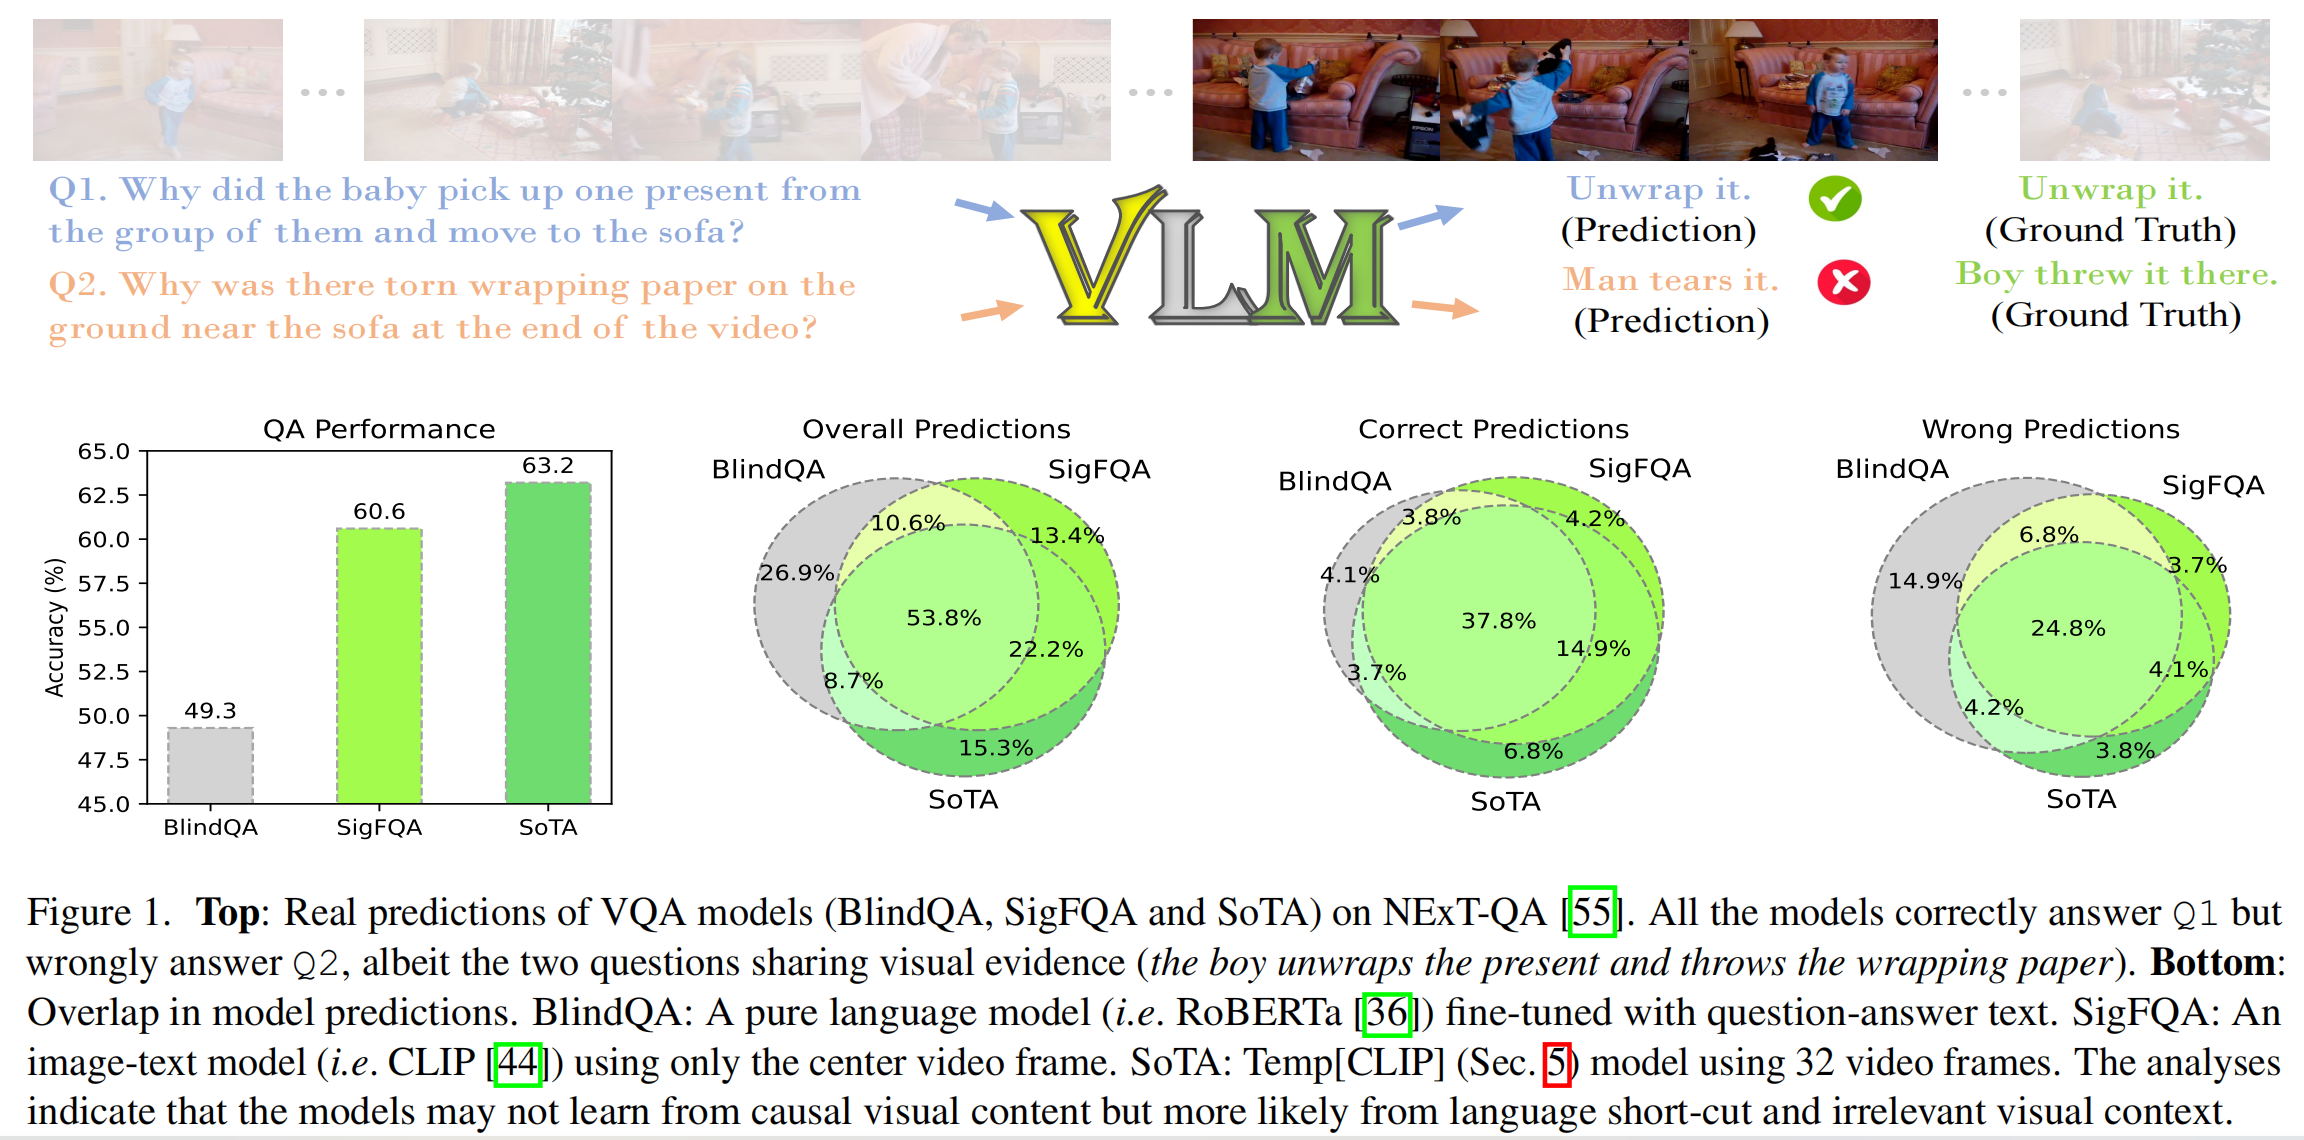 Q1. Why did the baby pick up one present from
the group of them and move to the sofa?
Q2. Why was there torn wrapping paper on the
ground near the sofa at the end of the video?
VLM
Unwrap it.
(Prediction)
Man tears it.
(Prediction)
Unwrap it.
(Ground Truth)
Boy threw it there.
(Ground Truth)
QA Performance
Accuracy (%)
65.0
62.5
60.0
57.5
55.0
52.5
50.0
47.5
45.0
49.3
60.6
63.2
BlindQA
SigFQA
SoTA
Overall Predictions
BlindQA
SigFQA
10.6%
13.4%
26.9%
53.8%
22.2%
8.7%
15.3%
SoTA
Correct Predictions
BlindQA
SigFQA
3.8%
4.2%
4.1%
37.8%
14.9%
3.7%
6.8%
SoTA
Wrong Predictions
BlindQA
SigFQA
6.8%
3.7%
14.9%
24.8%
4.1%
4.2%
3.8%
SoTA
Figure 1. Top: Real predictions of VQA models (BlindQA, SigFQA and SoTA) on NExT-QA [55]. All the models correctly answer Q1 but
wrongly answer Q2, albeit the two questions sharing visual evidence (the boy unwraps the present and throws the wrapping paper). Bottom:
Overlap in model predictions. BlindQA: A pure language model (i.e. RoBERTa [36]) fine-tuned with question-answer text. SigFQA: An
image-text model (i.e. CLIP [44]) using only the center video frame. SoTA: Temp[CLIP] (Sec. 5) model using 32 video frames. The analyses
indicate that the models may not learn from causal visual content but more likely from language short-cut and irrelevant visual context.